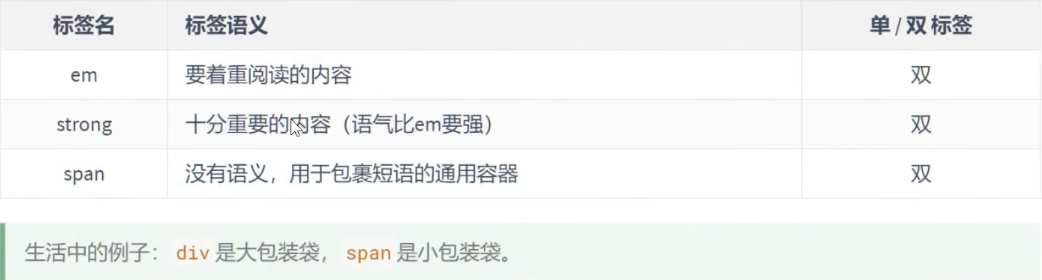 标签名 标签语义 单 / 双 标签
em 要着重阅读的内容 双
strong 十分重要的内容（语气比em要强） 双
span 没有语义，用于包裹短语的通用容器 双
生活中的例子： div 是大包装袋， span 是小包装袋。